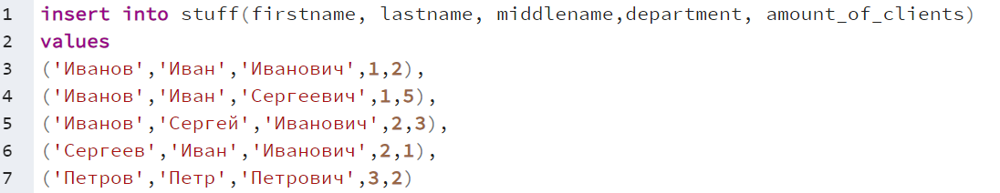 1 insert into stuff(firstname, lastname, middlename,department, amount_of_clients)
2 values
3 ('Иванов','Иван','Иванович',1,2),
4 ('Иванов','Иван','Сергеевич',1,5),
5 ('Иванов','Сергей','Иванович',2,3),
6 ('Сергеев','Иван','Иванович',2,1),
7 ('Петров','Петр','Петрович',3,2)